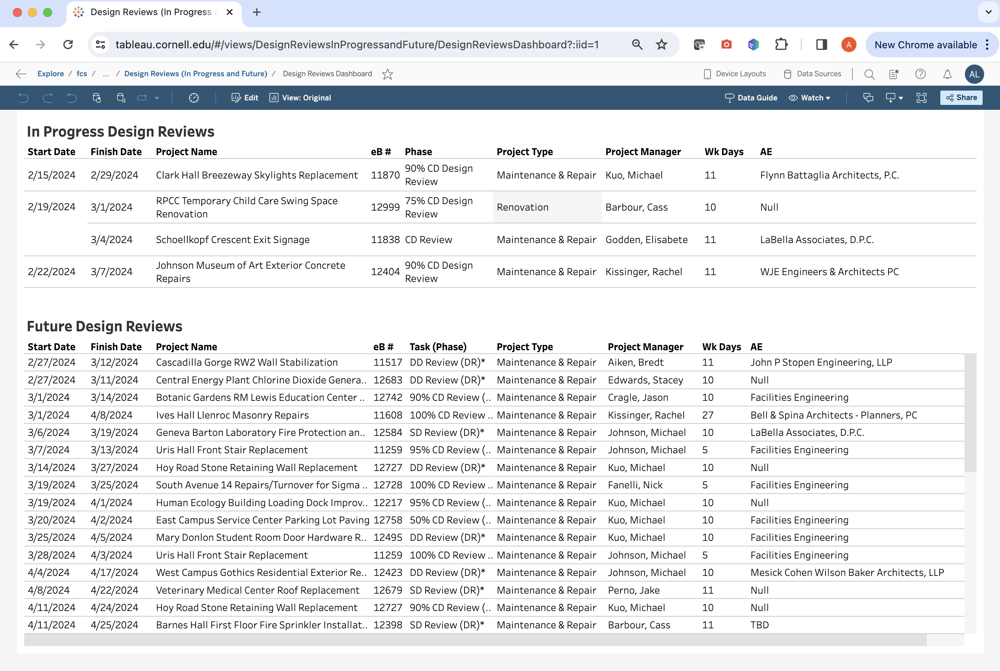 Design Reviews (In Progress a
tableau.cornell.edu/#/views/DesignReviewsInProgressandFuture/DesignReviewsDashboard?:iid=1
A
New Chrome available
Explore / fcs / ... / Design Reviews (In Progress and Future) / Design Reviews Dashboard
Device Layouts Data Sources AL
Edit View: Original Data Guide Watch Share
In Progress Design Reviews
Start Date Finish Date Project Name eB # Phase Project Type Project Manager Wk Days AE
2/15/2024 2/29/2024 Clark Hall Breezeway Skylights Replacement 11870 90% CD Design Review Maintenance & Repair Kuo, Michael 11 Flynn Battaglia Architects, P.C.
2/19/2024 3/1/2024 RPCC Temporary Child Care Swing Space Renovation 12999 75% CD Design Review Renovation Barbour, Cass 10 Null
3/4/2024 Schoellkopf Crescent Exit Signage 11838 CD Review Maintenance & Repair Godden, Elisabete 11 LaBella Associates, D.P.C.
2/22/2024 3/7/2024 Johnson Museum of Art Exterior Concrete Repairs 12404 90% CD Design Review Maintenance & Repair Kissinger, Rachel 11 WJE Engineers & Architects PC
Future Design Reviews
Start Date Finish Date Project Name eB # Task (Phase) Project Type Project Manager Wk Days AE
2/27/2024 3/12/2024 Cascadilla Gorge RW2 Wall Stabilization 11517 DD Review (DR)* Maintenance & Repair Aiken, Bredt 11 John P Stopen Engineering, LLP
2/27/2024 3/11/2024 Central Energy Plant Chlorine Dioxide Genera.. 12683 DD Review (DR)* Maintenance & Repair Edwards, Stacey 10 Null
3/1/2024 3/14/2024 Botanic Gardens RM Lewis Education Center .. 12742 90% CD Review (.. Maintenance & Repair Cragle, Jason 10 Facilities Engineering
3/1/2024 4/8/2024 Ives Hall Llenroc Masonry Repairs 11608 100% CD Review .. Maintenance & Repair Kissinger, Rachel 27 Bell & Spina Architects - Planners, PC
3/6/2024 3/19/2024 Geneva Barton Laboratory Fire Protection an.. 12584 SD Review (DR)* Maintenance & Repair Johnson, Michael 10 LaBella Associates, D.P.C.
3/7/2024 3/13/2024 Uris Hall Front Stair Replacement 11259 95% CD Review (.. Maintenance & Repair Johnson, Michael 5 Facilities Engineering
3/14/2024 3/27/2024 Hoy Road Stone Retaining Wall Replacement 12727 DD Review (DR)* Maintenance & Repair Kuo, Michael 10 Null
3/19/2024 3/25/2024 South Avenue 14 Repairs/Turnover for Sigma .. 12728 100% CD Review .. Maintenance & Repair Fanelli, Nick 5 Facilities Engineering
3/19/2024 4/1/2024 Human Ecology Building Loading Dock Improv.. 12217 95% CD Review (.. Maintenance & Repair Kuo, Michael 10 Null
3/20/2024 4/2/2024 East Campus Service Center Parking Lot Paving 12758 50% CD Review (.. Maintenance & Repair Kuo, Michael 10 Facilities Engineering
3/25/2024 4/5/2024 Mary Donlon Student Room Door Hardware R.. 12495 DD Review (DR)* Maintenance & Repair Kuo, Michael 10 Facilities Engineering
3/28/2024 4/3/2024 Uris Hall Front Stair Replacement 11259 100% CD Review .. Maintenance & Repair Johnson, Michael 5 Facilities Engineering
4/4/2024 4/17/2024 West Campus Gothics Residential Exterior Re.. 12423 DD Review (DR)* Maintenance & Repair Johnson, Michael 10 Mesick Cohen Wilson Baker Architects, LLP
4/8/2024 4/22/2024 Veterinary Medical Center Roof Replacement 12679 SD Review (DR)* Maintenance & Repair Perno, Jake 11 Null
4/11/2024 4/24/2024 Hoy Road Stone Retaining Wall Replacement 12727 90% CD Review (.. Maintenance & Repair Kuo, Michael 10 Null
4/11/2024 4/25/2024 Barnes Hall First Floor Fire Sprinkler Installat.. 12398 SD Review (DR)* Maintenance & Repair Barbour, Cass 11 TBD